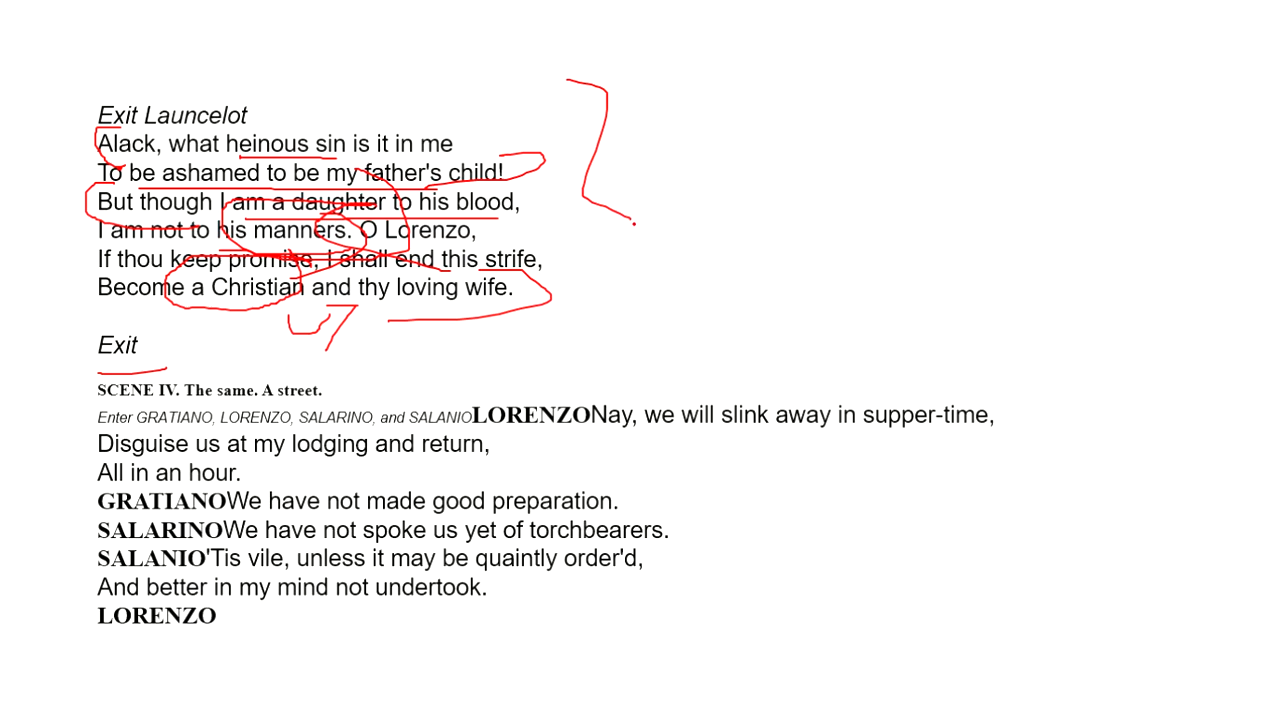 Exit Launcelot
Alack, what heinous sin is it in me
To be ashamed to be my father's child!
But though I am a daughter to his blood,
I am not to his manners. O Lorenzo,
If thou keep promise, I shall end this strife,
Become a Christian and thy loving wife.
Exit
SCENE IV. The same. A street.
Enter GRATIANO, LORENZO, SALARINO, and SALANIOLORENZONay, we will slink away in supper-time,
Disguise us at my lodging and return,
All in an hour.
GRATIANOWe have not made good preparation.
SALARINOWe have not spoke us yet of torchbearers.
SALANIO'Tis vile, unless it may be quaintly order'd,
And better in my mind not undertook.
LORENZO